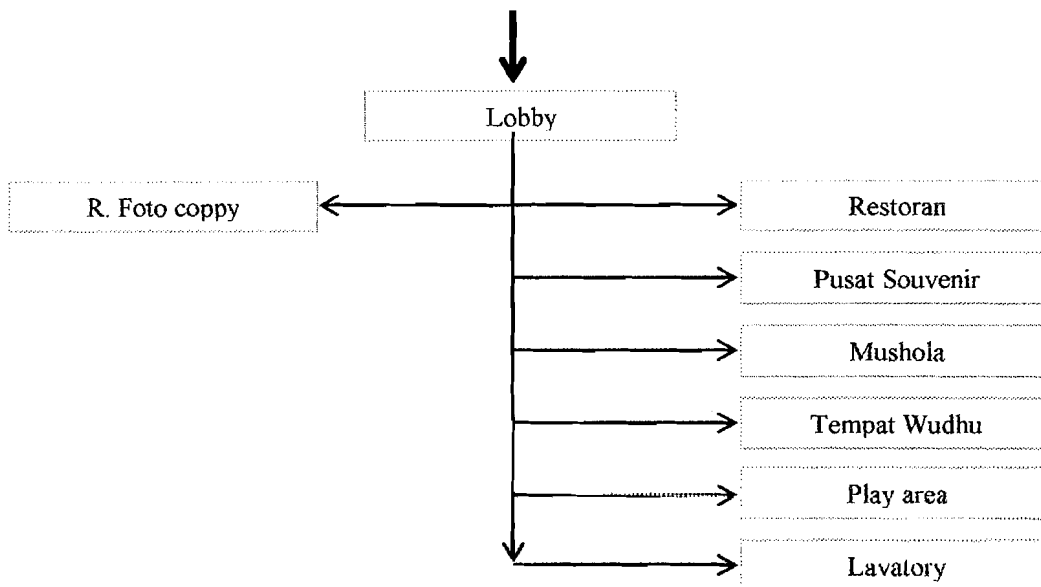 Lobby
R. Foto coppy
Restoran
Pusat Souvenir
Mushola
Tempat Wudhu
Play area
Lavatory